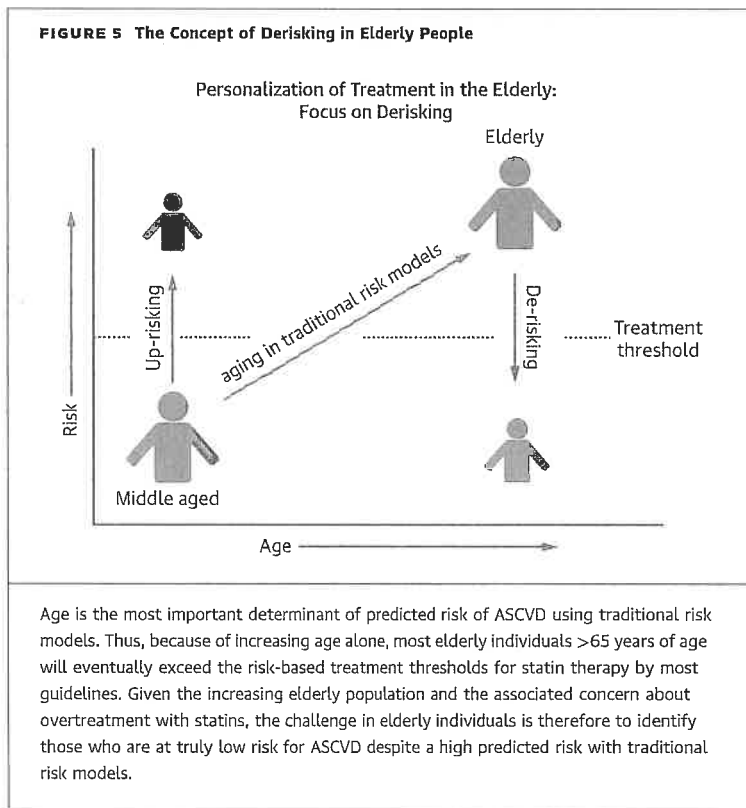 FIGURE 5 The Concept of Derisking in Elderly People
Personalization of Treatment in the Elderly:
Focus on Derisking
Elderly
Up-risking
aging in traditional risk models
De-risking
Treatment
threshold
Risk
Middle aged
Age
Age is the most important determinant of predicted risk of ASCVD using traditional risk
models. Thus, because of increasing age alone, most elderly individuals >65 years of age
will eventually exceed the risk-based treatment thresholds for statin therapy by most
guidelines. Given the increasing elderly population and the associated concern about
overtreatment with statins, the challenge in elderly individuals is therefore to identify
those who are at truly low risk for ASCVD despite a high predicted risk with traditional
risk models.